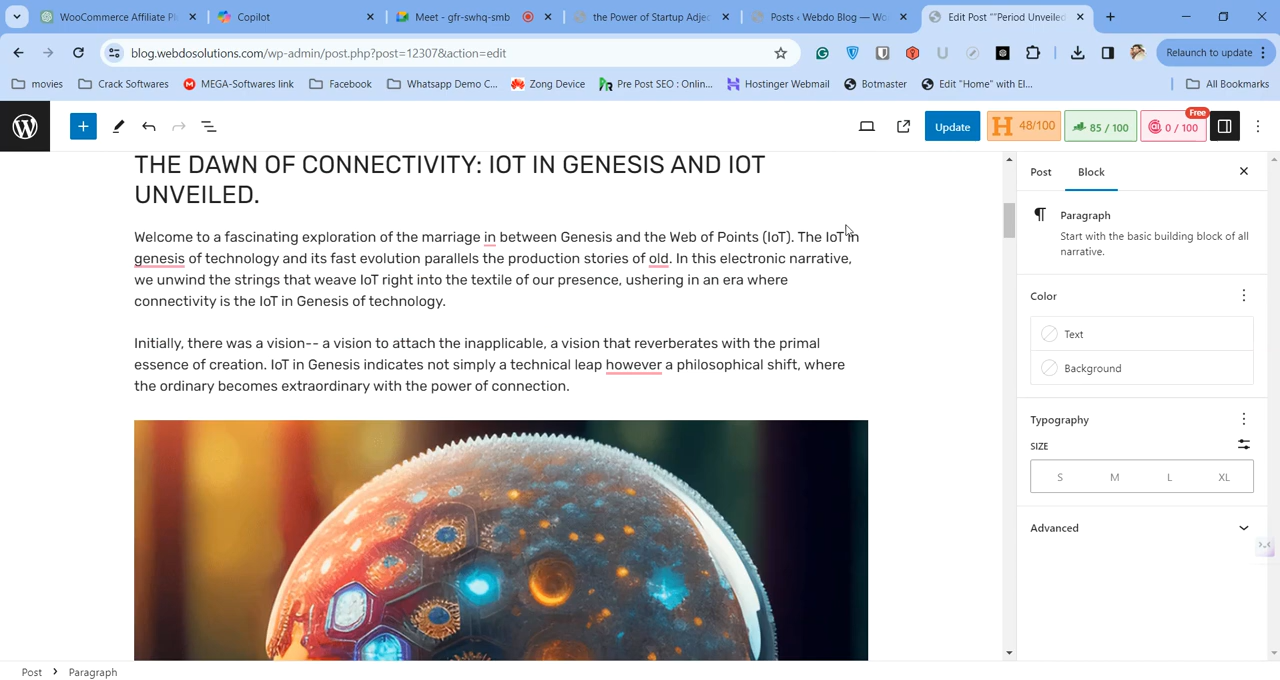 WooCommerce Affiliate Pl
Copilot
Meet - gfr-swhq-smb
the Power of Startup Adje
Posts ‹ Webdo Blog — Wo
Edit Post ""Period Unveiled
blog.webdosolutions.com/wp-admin/post.php?post=12307&action=edit
Relaunch to update
movies
Crack Softwares
MEGA-Softwares link
Facebook
Whatsapp Demo C...
Zong Device
Pre Post SEO : Onlin...
Hostinger Webmail
Botmaster
Edit "Home" with El...
All Bookmarks
Update
H 48/100
85 / 100
0 / 100
Free
THE DAWN OF CONNECTIVITY: IOT IN GENESIS AND IOT
UNVEILED.
Welcome to a fascinating exploration of the marriage in between Genesis and the Web of Points (IoT). The IoT in
genesis of technology and its fast evolution parallels the production stories of old. In this electronic narrative,
we unwind the strings that weave IoT right into the textile of our presence, ushering in an era where
connectivity is the IoT in Genesis of technology.
Initially, there was a vision-- a vision to attach the inapplicable, a vision that reverberates with the primal
essence of creation. IoT in Genesis indicates not simply a technical leap however a philosophical shift, where
the ordinary becomes extraordinary with the power of connection.
Post
Block
Paragraph
Start with the basic building block of all
narrative.
Color
Text
Background
Typography
SIZE
S
M
L
XL
Advanced
Post
Paragraph